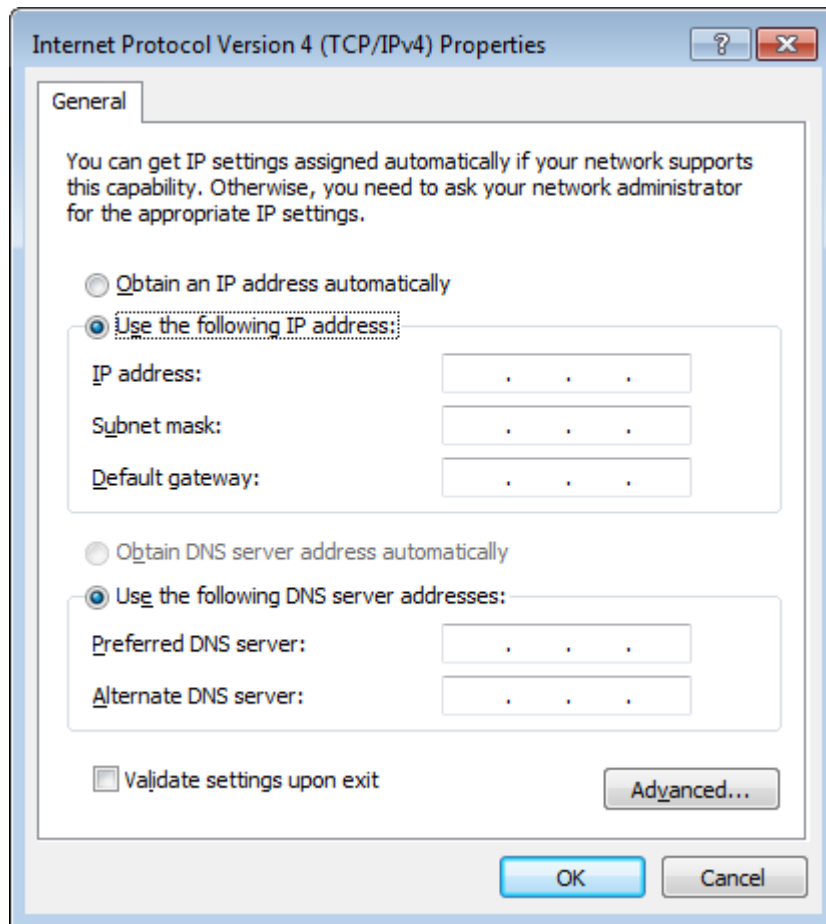 Internet Protocol Version 4 (TCP/IPv4) Properties
General
You can get IP settings assigned automatically if your network supports
this capability. Otherwise, you need to ask your network administrator
for the appropriate IP settings.
Obtain an IP address automatically
Use the following IP address:
IP address: . . .
Subnet mask: . . .
Default gateway: . . .
Obtain DNS server address automatically
Use the following DNS server addresses:
Preferred DNS server: . . .
Alternate DNS server: . . .
Validate settings upon exit
Advanced...
OK Cancel